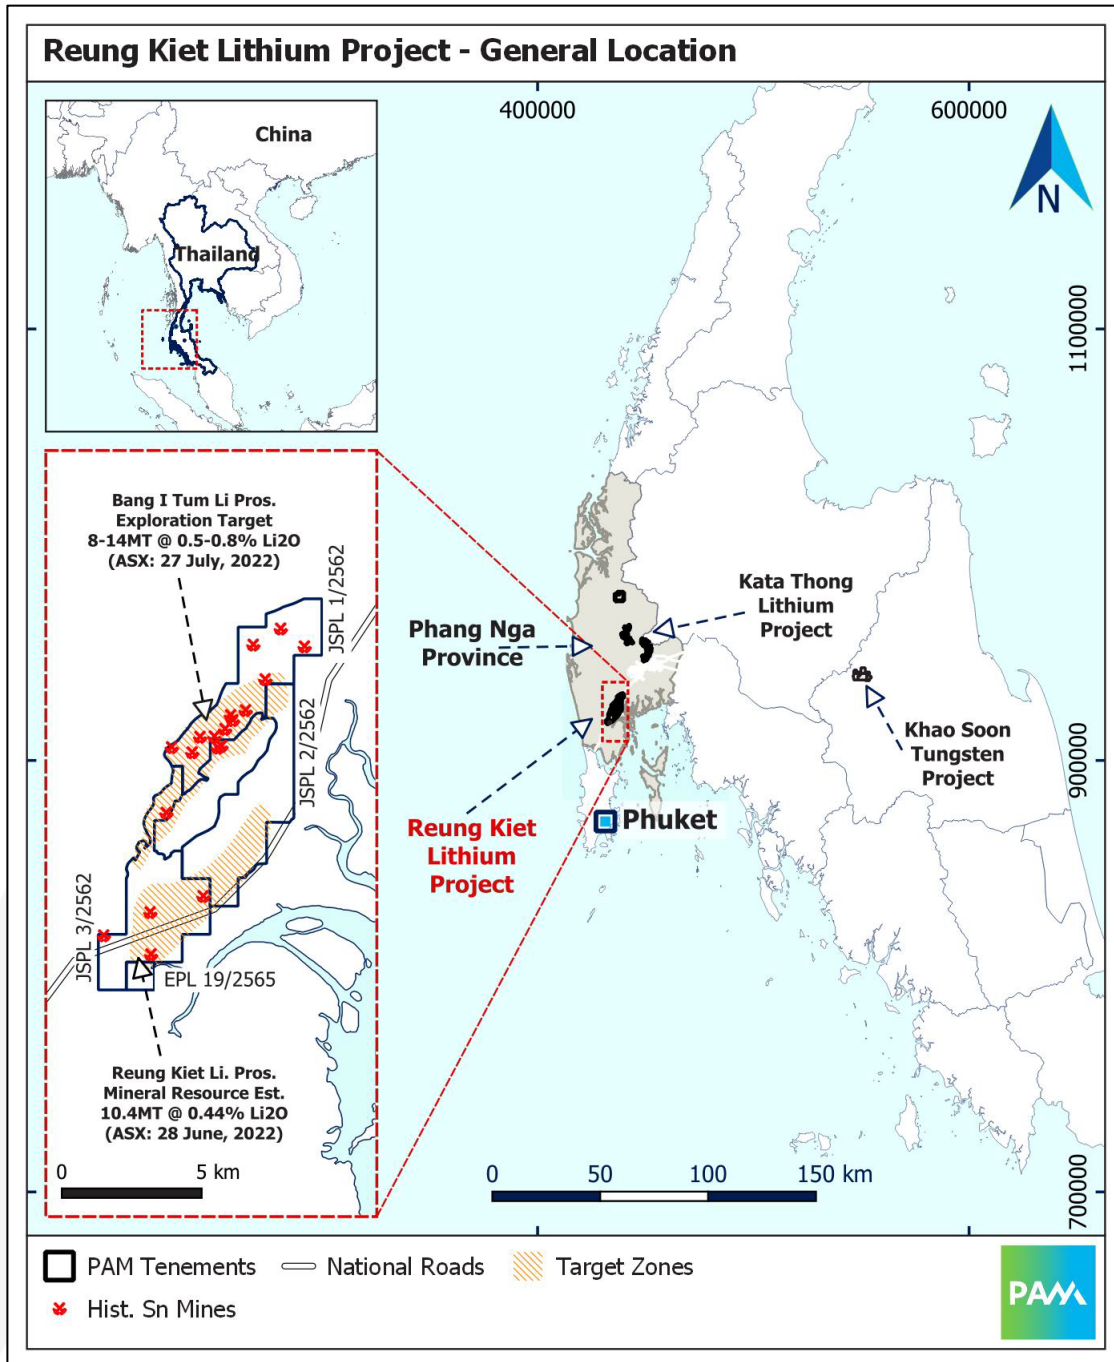 Reung Kiet Lithium Project - General Location
400000
600000
China
Thailand
N
1100000
Bang I Tum Li Pros.
Exploration Target
8-14MT @ 0.5-0.8% Li2O
(ASX: 27 July, 2022)
JSPL 1/2562
JSPL 2/2562
JSPL 3/2562
EPL 19/2565
Reung Kiet Li. Pros.
Mineral Resource Est.
10.4MT @ 0.44% Li2O
(ASX: 28 June, 2022)
0 5 km
Phang Nga
Province
Kata Thong
Lithium
Project
Khao Soon
Tungsten
Project
900000
Reung Kiet
Lithium
Project
Phuket
0 50 100 150 km
700000
PAM Tenements
National Roads
Target Zones
Hist. Sn Mines
PAM